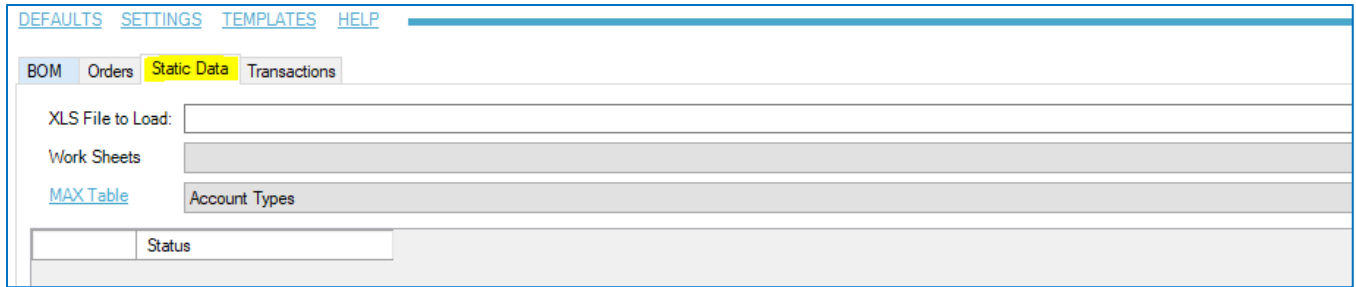 DEFAULTS SETTINGS TEMPLATES HELP
BOM Orders Static Data Transactions
XLS File to Load:
Work Sheets
MAX Table Account Types
Status